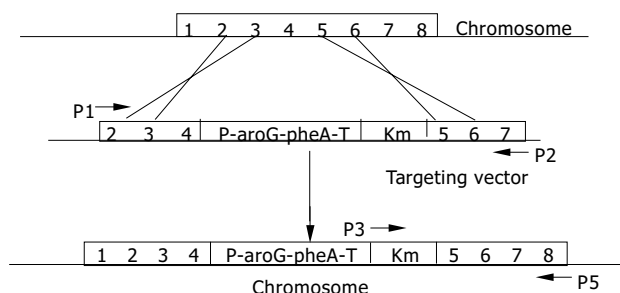 1 2 3 4 5 6 7 8 Chromosome
P1
2 3 4 P-aroG-pheA-T Km 5 6 7
P2
Targeting vector
P3
1 2 3 4 P-aroG-pheA-T Km 5 6 7 8
P5
Chromosome